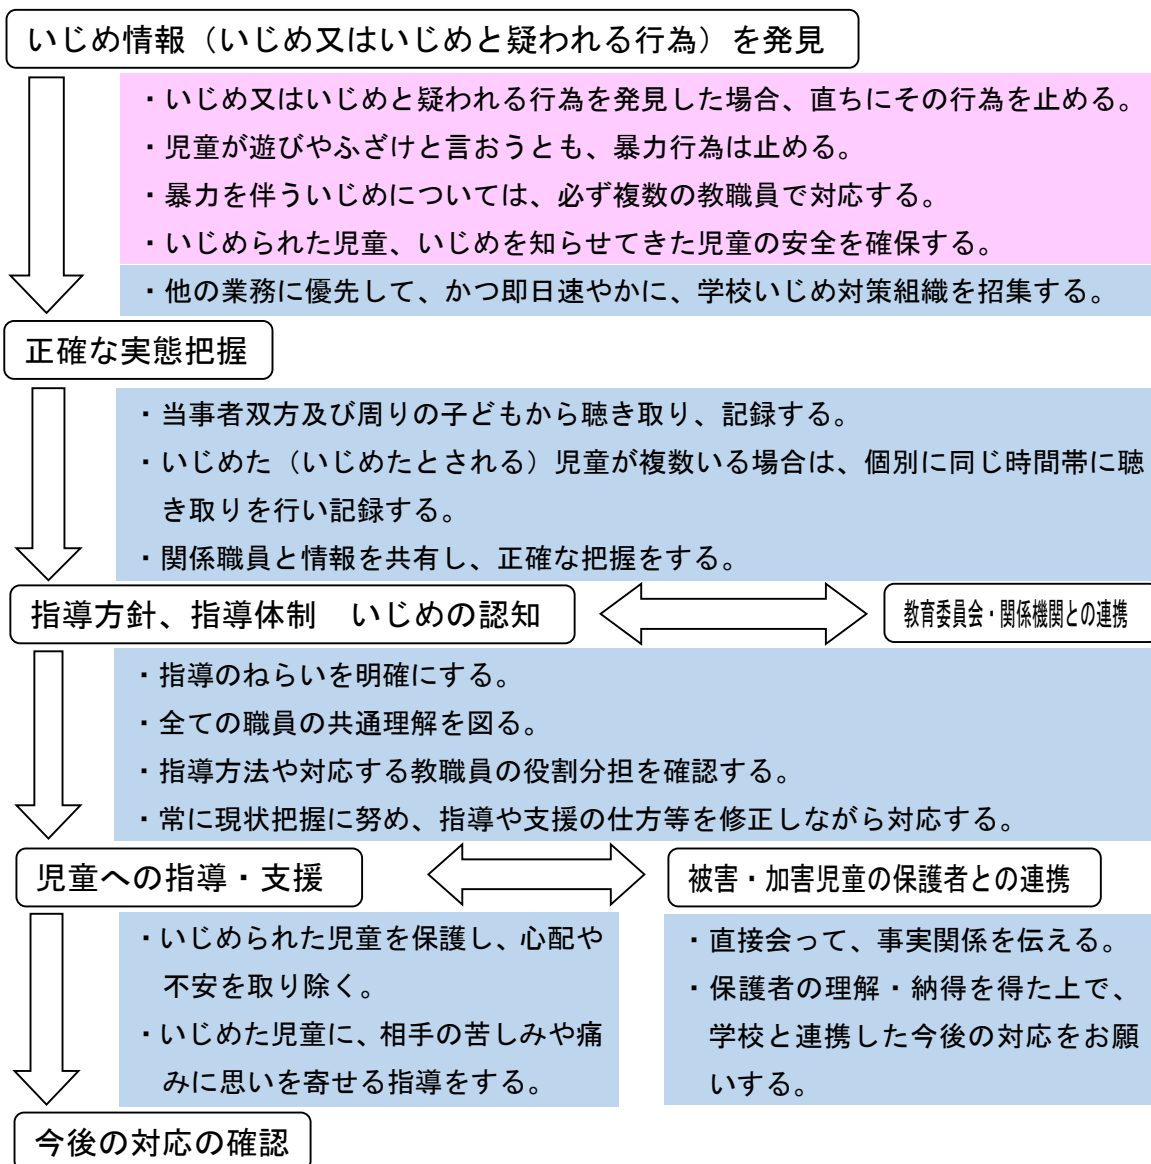 いじめ情報（いじめ又はいじめと疑われる行為）を発見
・いじめ又はいじめと疑われる行為を発見した場合、直ちにその行為を止める。
・児童が遊びやふざけと言おうとも、暴力行為は止める。
・暴力を伴ういじめについては、必ず複数の教職員で対応する。
・いじめられた児童、いじめを知らせてきた児童の安全を確保する。
・他の業務に優先して、かつ即日速やかに、学校いじめ対策組織を招集する。
正確な実態把握
・当事者双方及び周りの子どもから聴き取り、記録する。
・いじめた（いじめたとされる）児童が複数いる場合は、個別に同じ時間帯に聴
き取りを行い記録する。
・関係職員と情報を共有し、正確な把握をする。
指導方針、指導体制　いじめの認知
教育委員会・関係機関との連携
・指導のねらいを明確にする。
・全ての職員の共通理解を図る。
・指導方法や対応する教職員の役割分担を確認する。
・常に現状把握に努め、指導や支援の仕方等を修正しながら対応する。
児童への指導・支援
被害・加害児童の保護者との連携
・いじめられた児童を保護し、心配や
不安を取り除く。
・いじめた児童に、相手の苦しみや痛
みに思いを寄せる指導をする。
・直接会って、事実関係を伝える。
・保護者の理解・納得を得た上で、
学校と連携した今後の対応をお願
いする。
今後の対応の確認